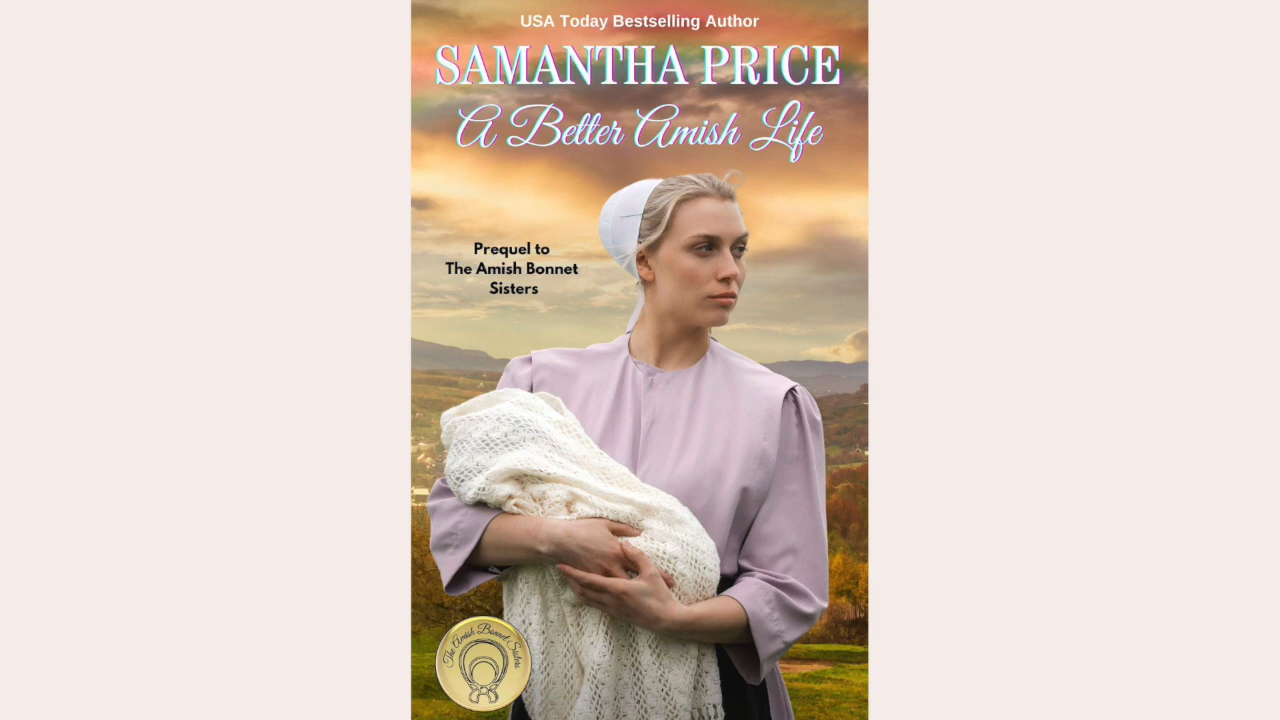 USA Today Bestselling Author
SAMANTHA PRICE
A Better Amish Life
Prequel to
The Amish Bonnet
Sisters
The Amish Bonnet Sisters